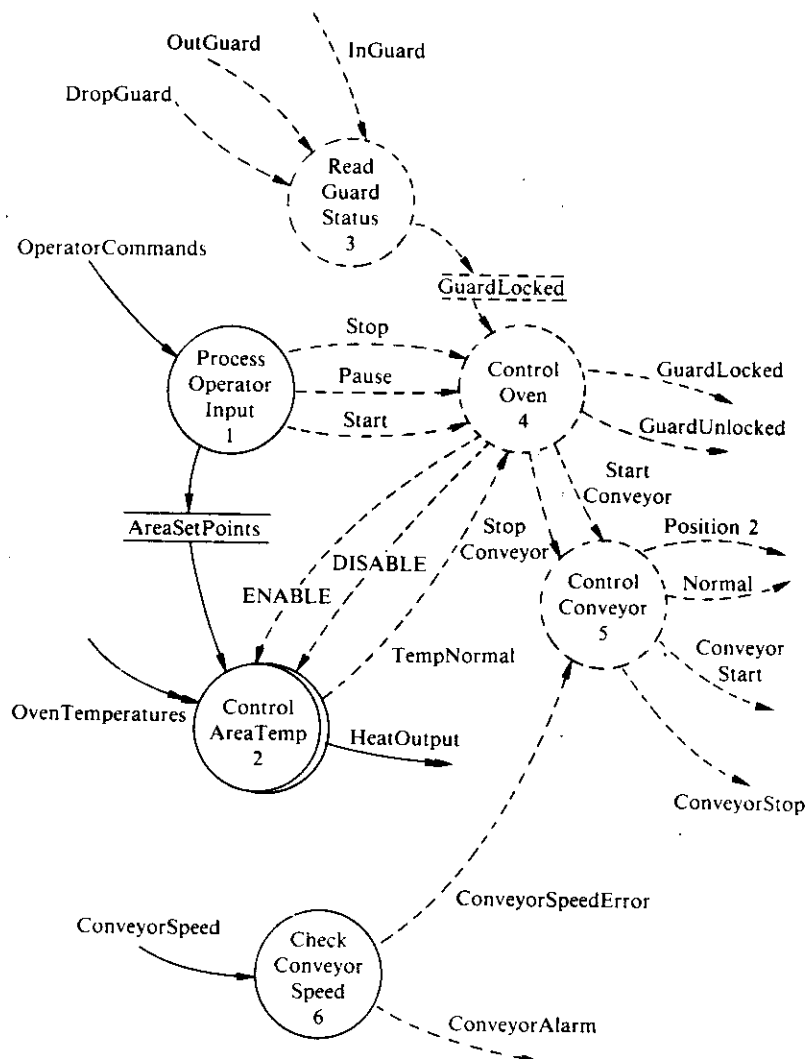 OutGuard
InGuard
DropGuard
Read
Guard
Status
3
OperatorCommands
GuardLocked
Stop
Process
Operator
Input
1
Pause
Start
Control
Oven
4
GuardLocked
GuardUnlocked
Start
Conveyor
AreaSetPoints
Stop
Conveyor
Position 2
DISABLE
ENABLE
Control
Conveyor
5
Normal
TempNormal
Conveyor
Start
OvenTemperatures
Control
AreaTemp
2
HeatOutput
ConveyorStop
ConveyorSpeedError
ConveyorSpeed
Check
Conveyor
Speed
6
ConveyorAlarm